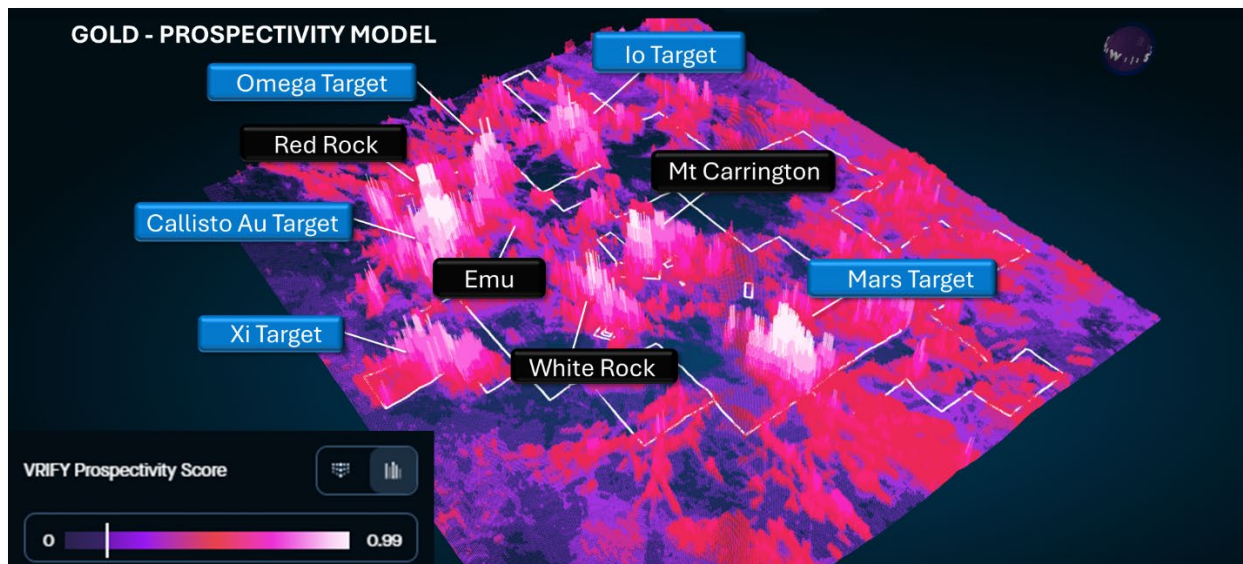 GOLD - PROSPECTIVITY MODEL
Io Target
Omega Target
Red Rock
Mt Carrington
Callisto Au Target
Emu
Mars Target
Xi Target
White Rock
VRIFY Prospectivity Score
0
0.99